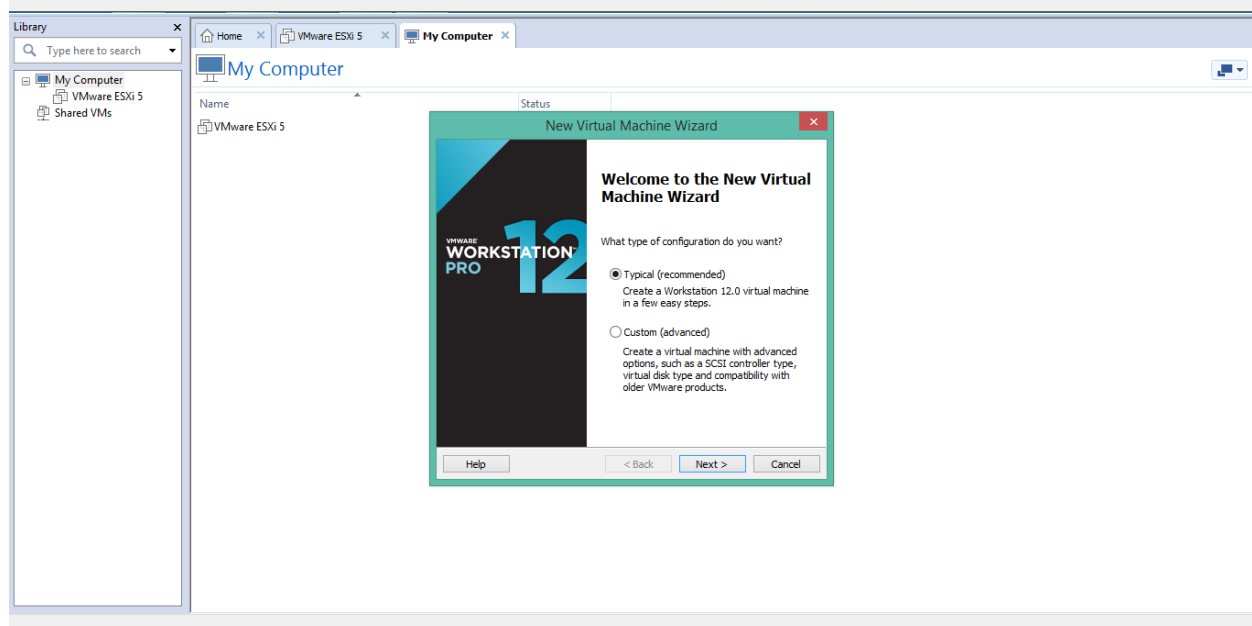 Library
Type here to search
My Computer
VMware ESXi 5
Shared VMs
Home
VMware ESXi 5
My Computer
My Computer
Name
Status
VMware ESXi 5
New Virtual Machine Wizard
VMWARE
WORKSTATION
PRO
12
Welcome to the New Virtual
Machine Wizard
What type of configuration do you want?
Typical (recommended)
Create a Workstation 12.0 virtual machine
in a few easy steps.
Custom (advanced)
Create a virtual machine with advanced
options, such as a SCSI controller type,
virtual disk type and compatibility with
older VMware products.
Help
< Back
Next >
Cancel